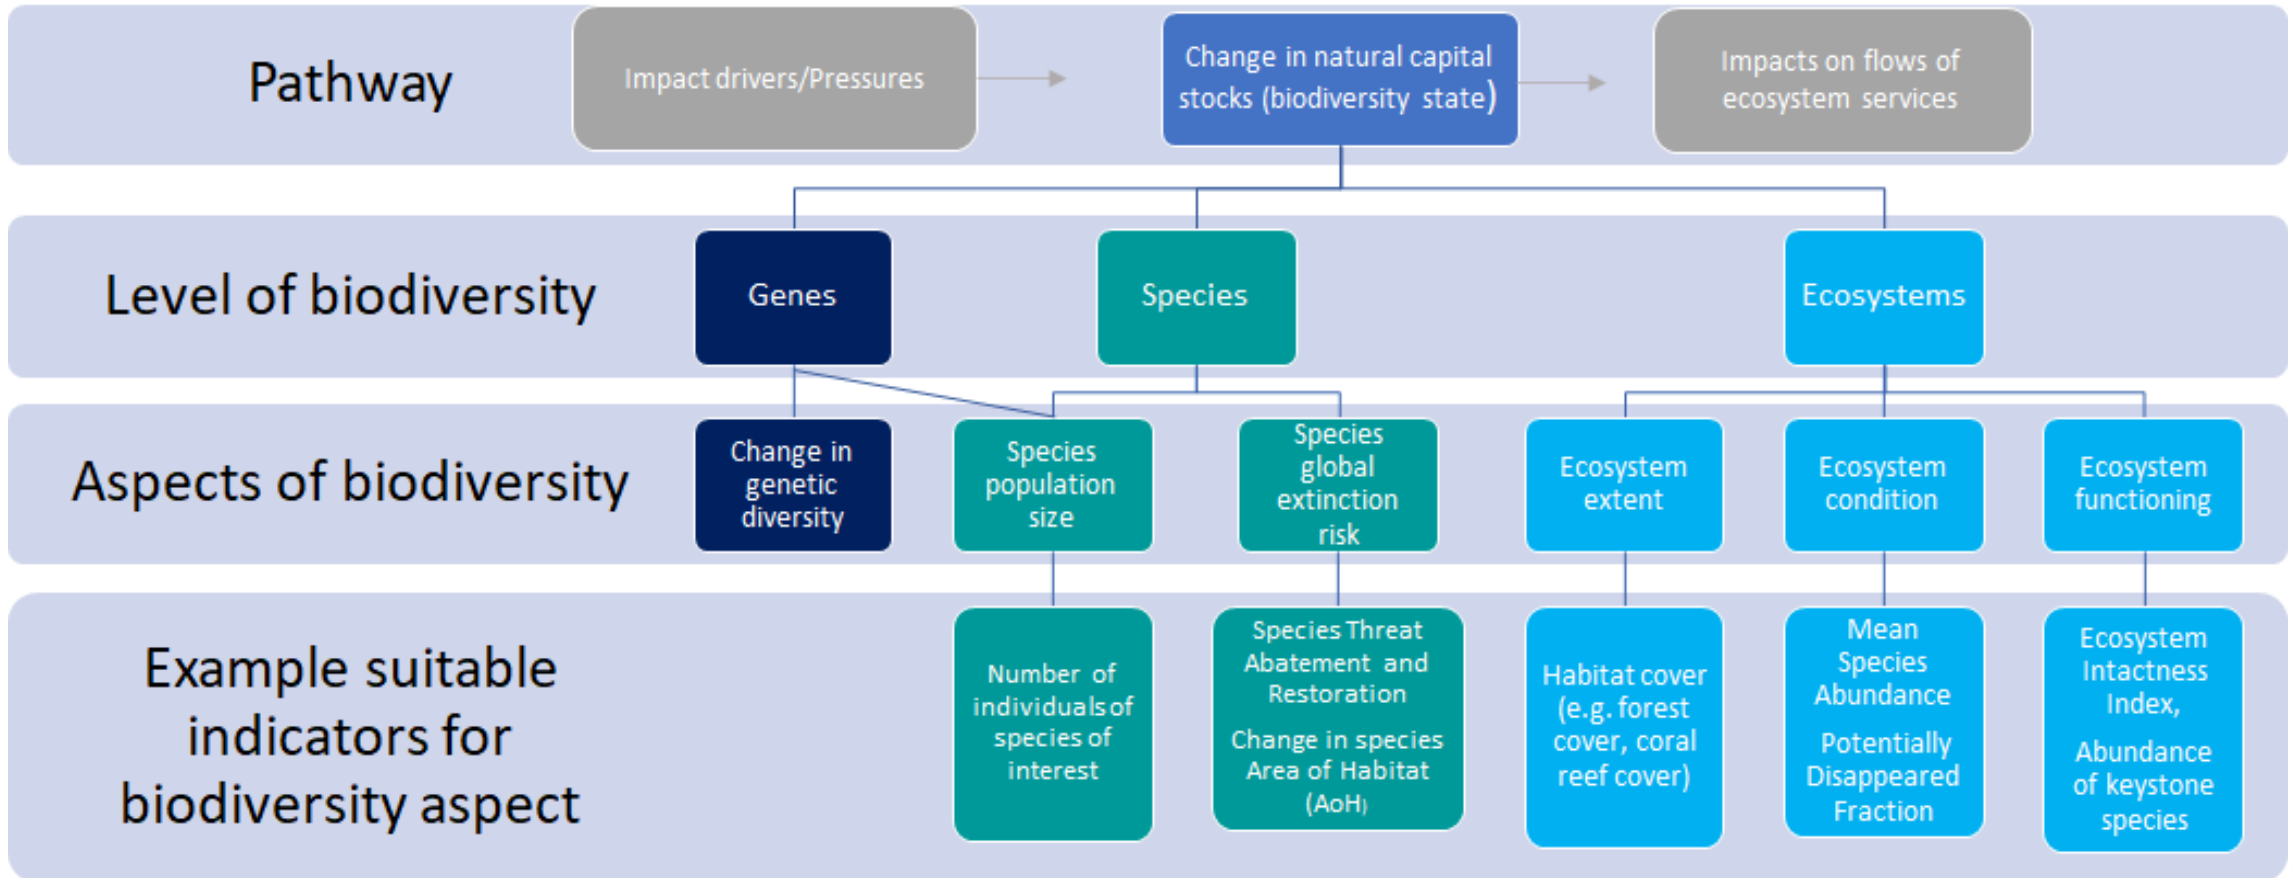 Pathway
Impact drivers/Pressures
Change in natural capital
stocks (biodiversity state)
Impacts on flows of
ecosystem services
Level of biodiversity
Genes
Species
Ecosystems
Aspects of biodiversity
Change in
genetic
diversity
Species
population
size
Species
global
extinction
risk
Ecosystem
extent
Ecosystem
condition
Ecosystem
functioning
Example suitable
indicators for
biodiversity aspect
Number of
individuals of
species of
interest
Species Threat
Abatement and
Restoration
Change in species
Area of Habitat
(AoH)
Habitat cover
(e.g. forest
cover, coral
reef cover)
Mean
Species
Abundance
Potentially
Disappeared
Fraction
Ecosystem
Intactness
Index,
Abundance
of keystone
species